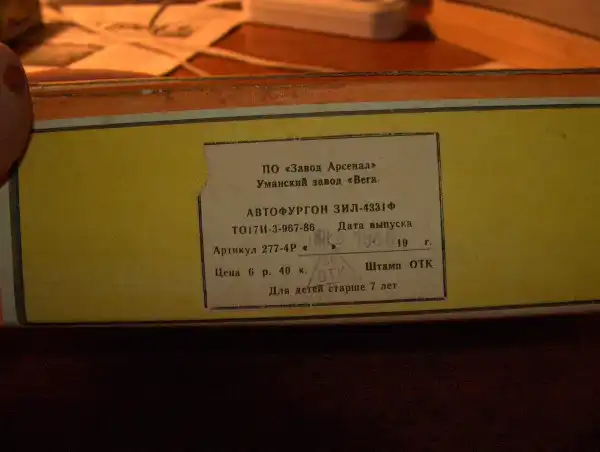 ПО «Завод Арсенал»
Уманский завод «Вега
АВТОФУРГОН ЗИЛ-4331Ф
ТО17И-3-967-86 Дата выпуска
Артикул 277-4Р « » 19 г.
Цена 6 р. 40 к. Штамп ОТК
ОТК
Для детей старше 7 лет